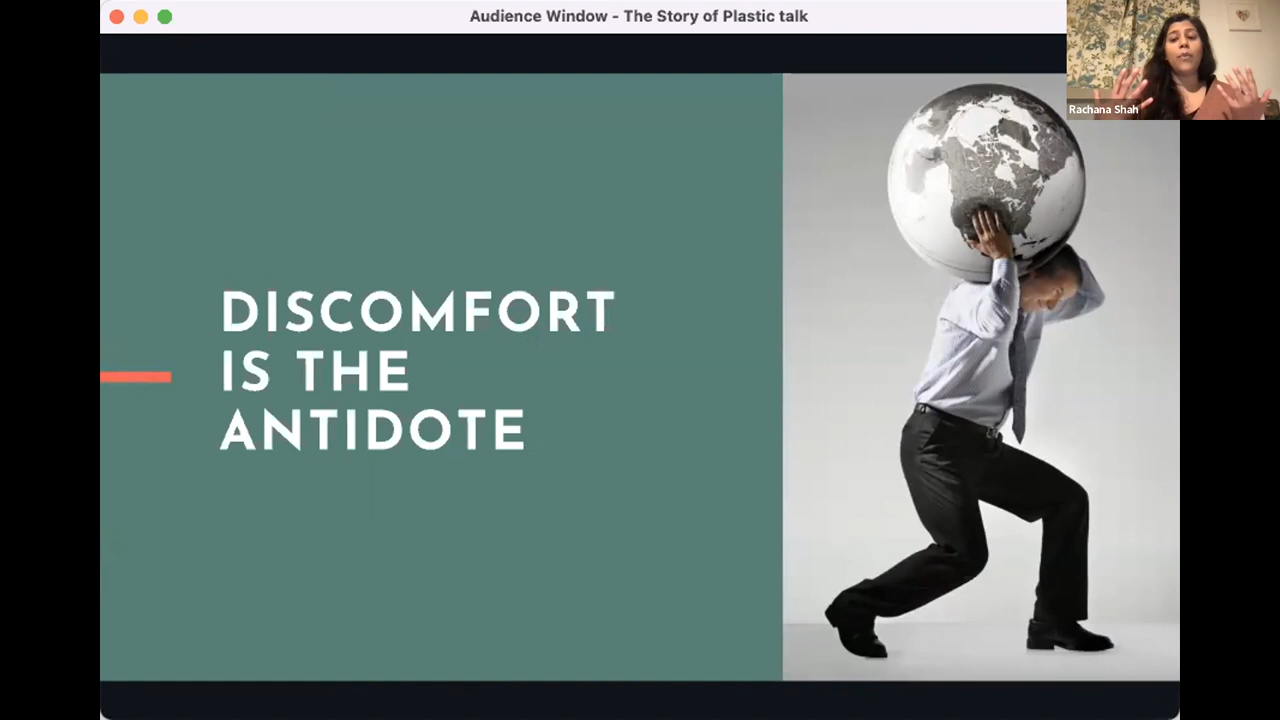 Audience Window - The Story of Plastic talk
Rachana Shah
DISCOMFORT
IS THE
ANTIDOTE